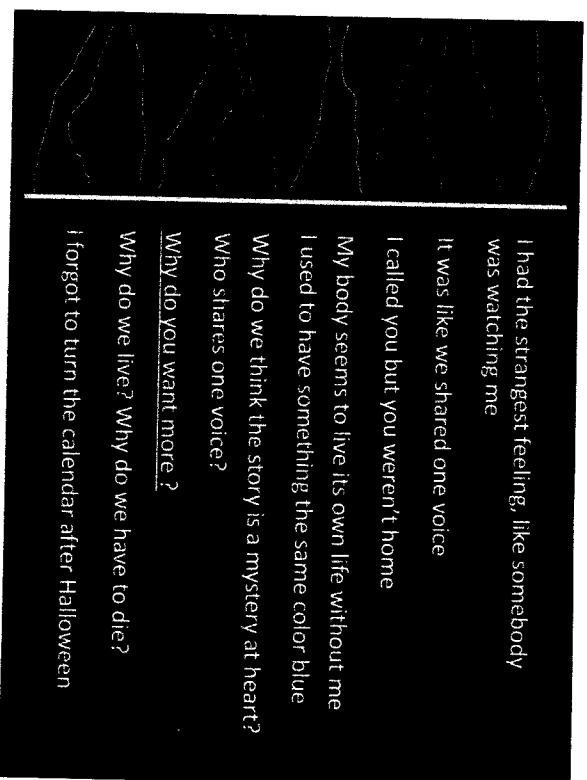 I had the strangest feeling, like somebody
was watching me
It was like we shared one voice
I called you but you weren't home
My body seems to live its own life without me
I used to have something the same color blue
Why do we think the story is a mystery at heart?
Who shares one voice?
Why do you want more ?
Why do we live? Why do we have to die?
I forgot to turn the calendar after Halloween